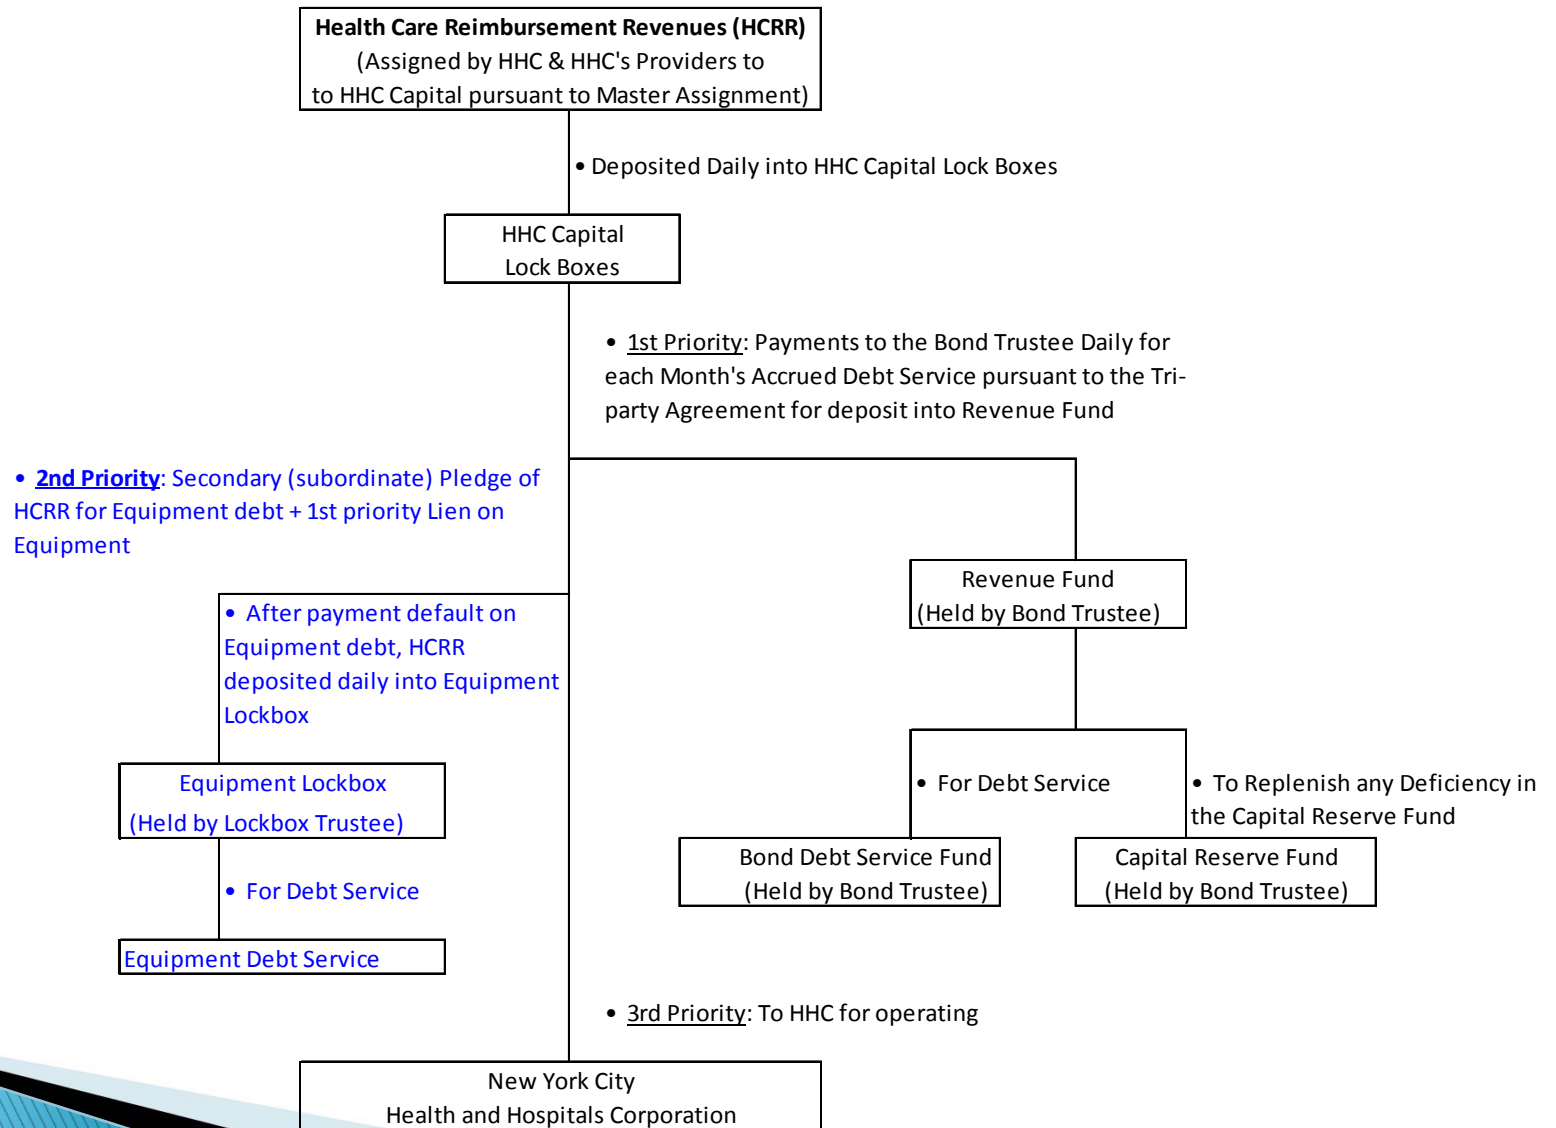 Health Care Reimbursement Revenues (HCRR)
(Assigned by HHC & HHC's Providers to
to HHC Capital pursuant to Master Assignment)
• Deposited Daily into HHC Capital Lock Boxes
HHC Capital
Lock Boxes
• 1st Priority: Payments to the Bond Trustee Daily for
each Month's Accrued Debt Service pursuant to the Tri-
party Agreement for deposit into Revenue Fund
• 2nd Priority: Secondary (subordinate) Pledge of
HCRR for Equipment debt + 1st priority Lien on
Equipment
Revenue Fund
(Held by Bond Trustee)
• After payment default on
Equipment debt, HCRR
deposited daily into Equipment
Lockbox
Equipment Lockbox
(Held by Lockbox Trustee)
• For Debt Service
• To Replenish any Deficiency in
the Capital Reserve Fund
Bond Debt Service Fund
(Held by Bond Trustee)
Capital Reserve Fund
(Held by Bond Trustee)
• For Debt Service
Equipment Debt Service
• 3rd Priority: To HHC for operating
New York City
Health and Hospitals Corporation